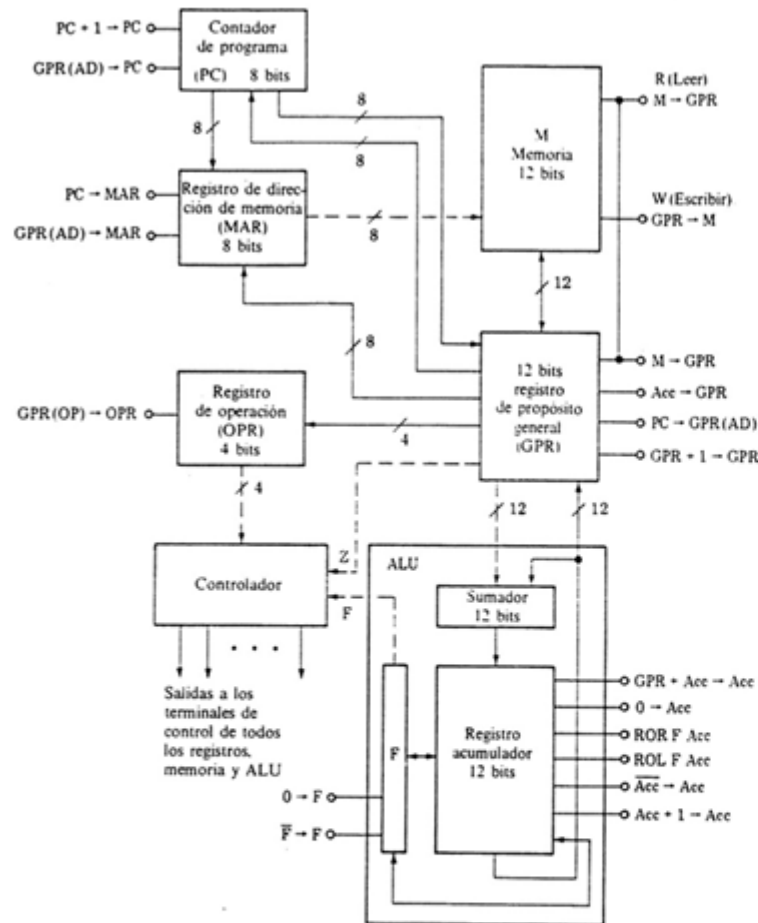 PC + 1 → PC
GPR(AD) → PC
Contador
de programa
(PC) 8 bits
8
8
8
PC → MAR
GPR(AD) → MAR
Registro de direc-
ción de memoria
(MAR)
8 bits
8
M
Memoria
12 bits
R (Leer)
M → GPR
W (Escribir)
GPR → M
12
8
GPR(OP) → OPR
Registro
de operación
(OPR)
4 bits
4
12 bits
registro
de propósito
general
(GPR)
M → GPR
Acc → GPR
PC → GPR(AD)
GPR + 1 → GPR
4
12
12
Controlador
Z
F
ALU
Sumador
12 bits
Salidas a los
terminales de
control de todos
los registros,
memoria y ALU
F
Registro
acumulador
12 bits
GPR + Acc → Acc
0 → Acc
ROR F Acc
ROL F Acc
A̅c̅c̅ → Acc
Acc + 1 → Acc
0 → F
F̅ → F